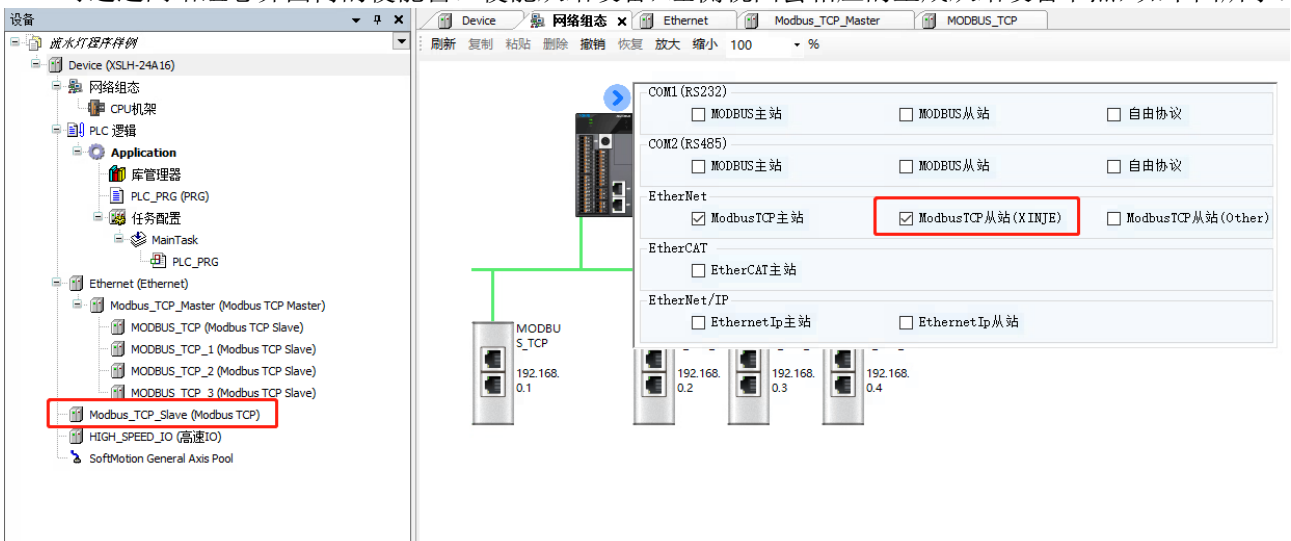 设备
流水灯程序样例
Device (XSLH-24A16)
网络组态
CPU机架
PLC 逻辑
Application
库管理器
PLC_PRG (PRG)
任务配置
MainTask
PLC_PRG
Ethernet (Ethernet)
Modbus_TCP_Master (Modbus TCP Master)
MODBUS_TCP (Modbus TCP Slave)
MODBUS_TCP_1 (Modbus TCP Slave)
MODBUS_TCP_2 (Modbus TCP Slave)
MODBUS_TCP_3 (Modbus TCP Slave)
Modbus_TCP_Slave (Modbus TCP)
HIGH_SPEED_IO (高速IO)
SoftMotion General Axis Pool
Device 网络组态 Ethernet Modbus_TCP_Master MODBUS_TCP
刷新 复制 粘贴 删除 撤销 恢复 放大 缩小 100 %
COM1(RS232)
MODBUS主站 MODBUS从站 自由协议
COM2(RS485)
MODBUS主站 MODBUS从站 自由协议
EtherNet
ModbusTCP主站 ModbusTCP从站(XINJE) ModbusTCP从站(Other)
EtherCAT
EtherCAT主站
EtherNet/IP
EthernetIp主站 EthernetIp从站
MODBU
S_TCP
192.168.
0.1
192.168.
0.2
192.168.
0.3
192.168.
0.4